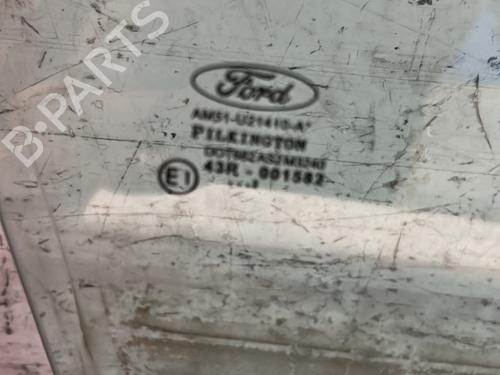 B-PARTS
Ford
AM51-U21410-A*
PILKINGTON
43R - 001582
E1